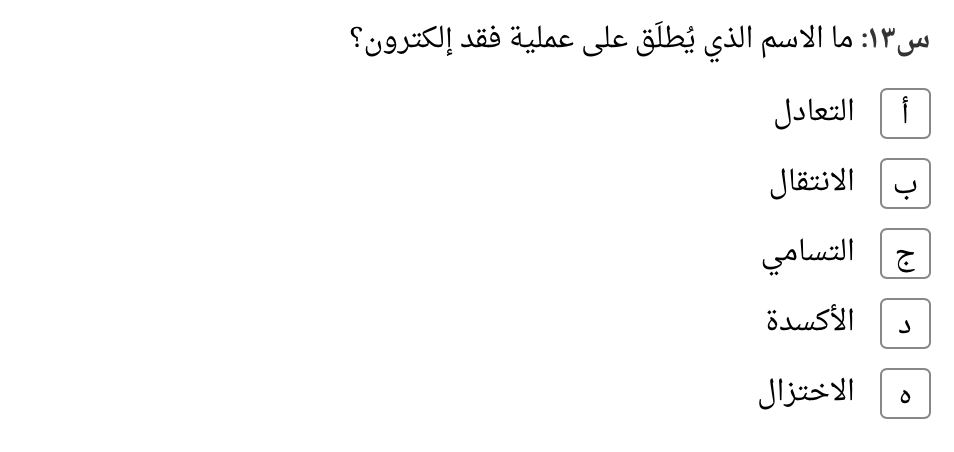 س١٣: ما الاسم الذي يُطلَق على عملية فقد إلكترون؟
أ التعادل
ب الانتقال
ج التسامي
د الأكسدة
ه الاختزال